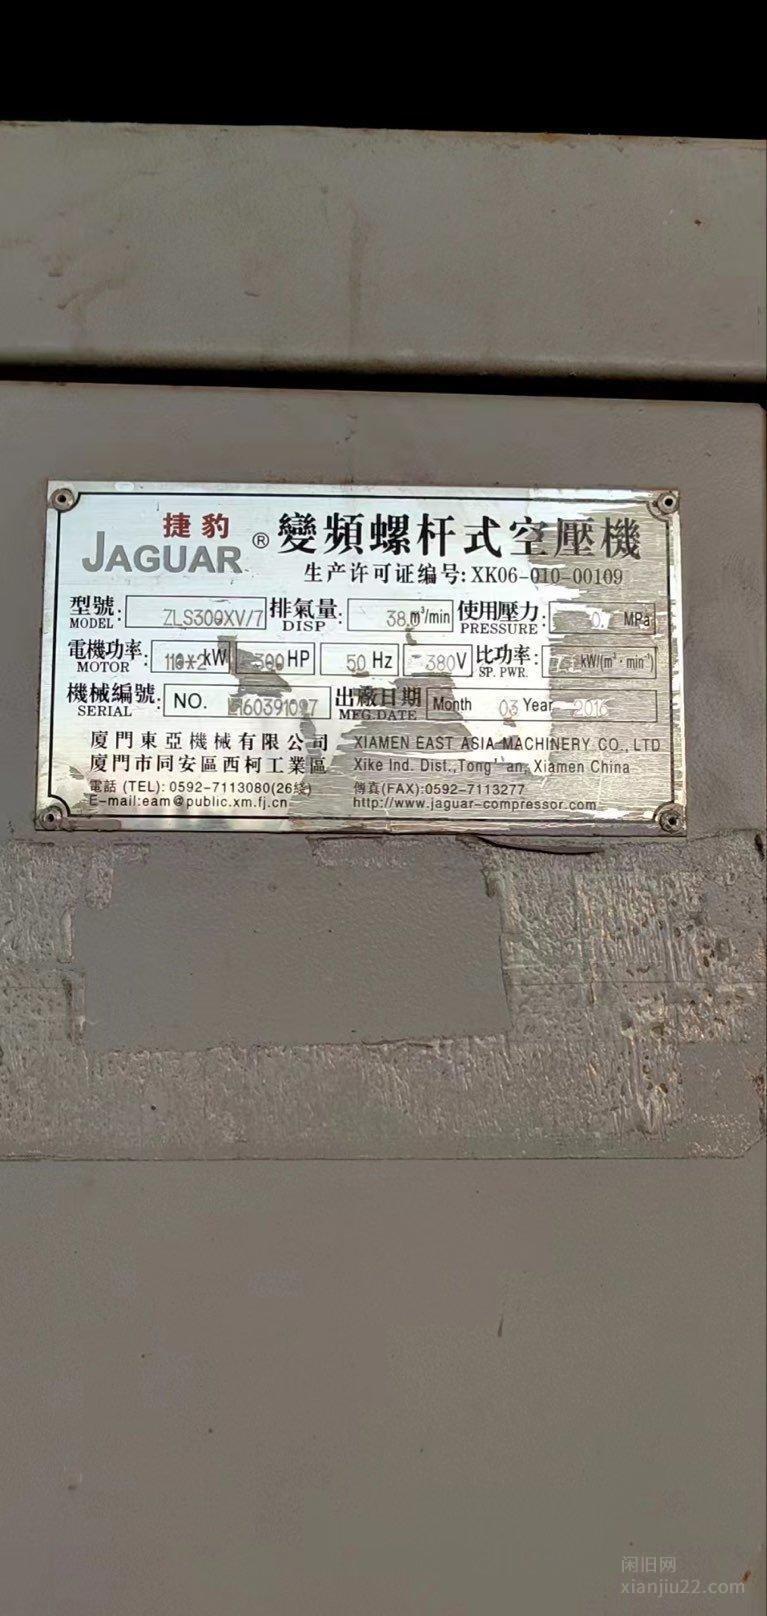 捷豹
JAGUAR ® 變頻螺杆式空壓機
生产许可证编号: XK06-010-00109
型號: MODEL ZLS300XV/7 排氣量: DISP 38 m³/min 使用壓力: PRESSURE MPa
電機功率: MOTOR 110×2 kW 300 HP 50 Hz 380V 比功率: SP. PWR. kW/(m³·min⁻¹)
機械編號: SERIAL NO. 出廠日期 MFG.DATE Month 03 Year 2016
廈門東亞機械有限公司 XIAMEN EAST ASIA MACHINERY CO., LTD
廈門市同安區西柯工業區 Xike Ind. Dist., Tong'an, Xiamen China
電話 (TEL): 0592-7113080(26綫) 傳真(FAX):0592-7113277
E-mail:eam@public.xm.fj.cn http://www.jaguar-compressor.com
闲旧网
xianjiu22.com